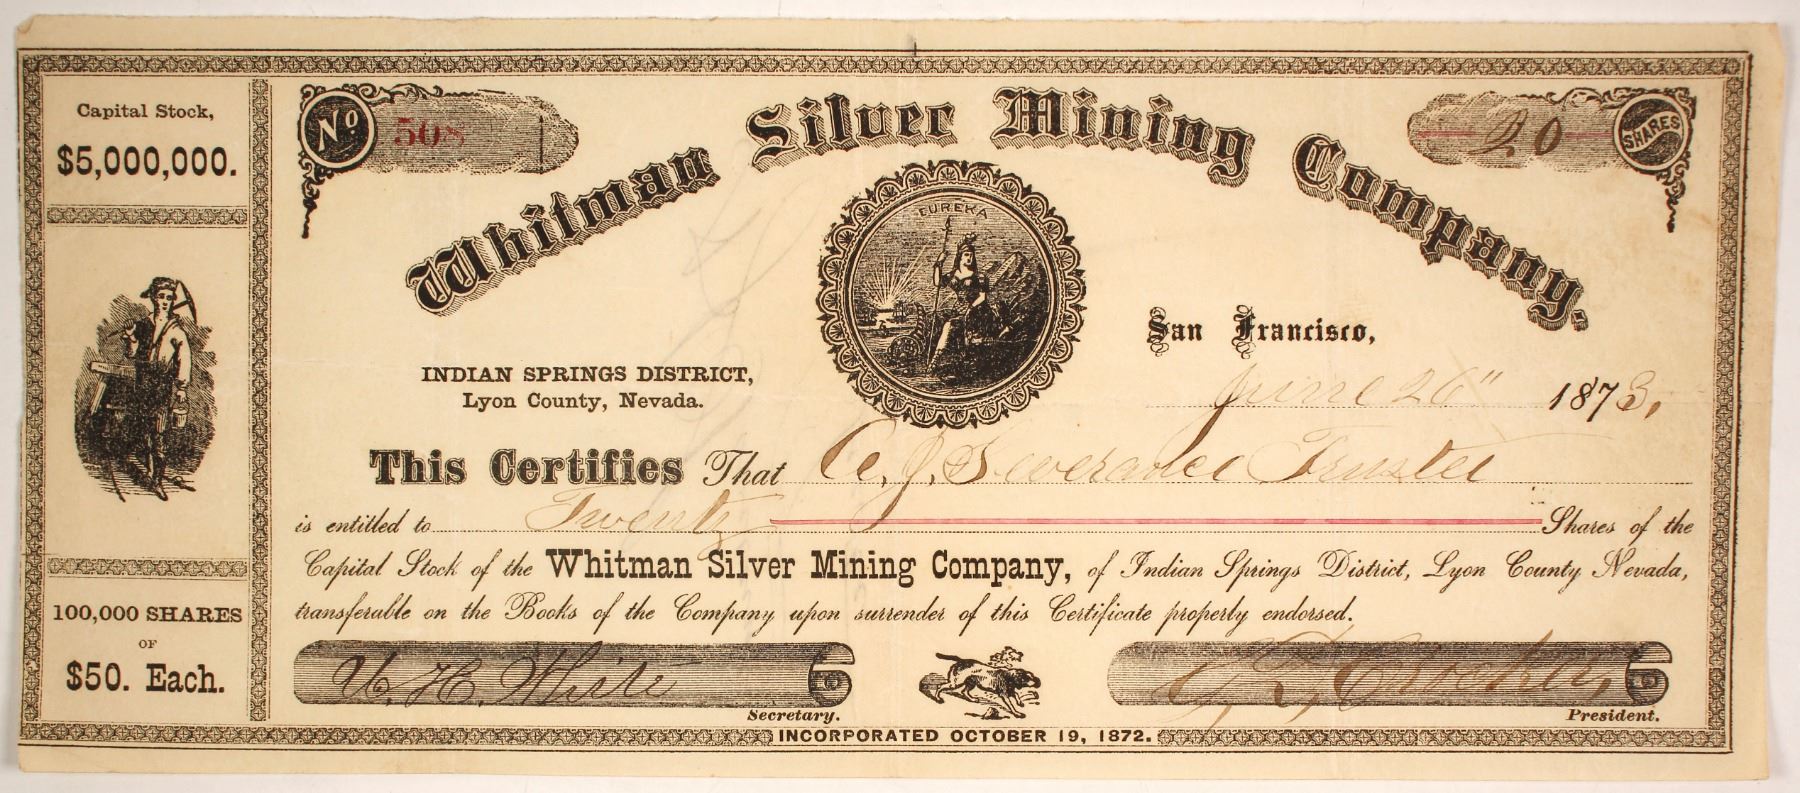 Capital Stock,
$5,000,000.
No. 508
Whitman Silver Mining Company.
20 SHARES
EUREKA
INDIAN SPRINGS DISTRICT,
Lyon County, Nevada.
San Francisco,
June 26" 1873,
This Certifies That A. J. Severance Trustee
is entitled to Twenty Shares of the
Capital Stock of the Whitman Silver Mining Company, of Indian Springs District, Lyon County Nevada,
transferable on the Books of the Company upon surrender of this Certificate properly endorsed.
100,000 SHARES
OF
$50. Each.
H. White
Secretary.
Crocker,
President.
INCORPORATED OCTOBER 19, 1872.